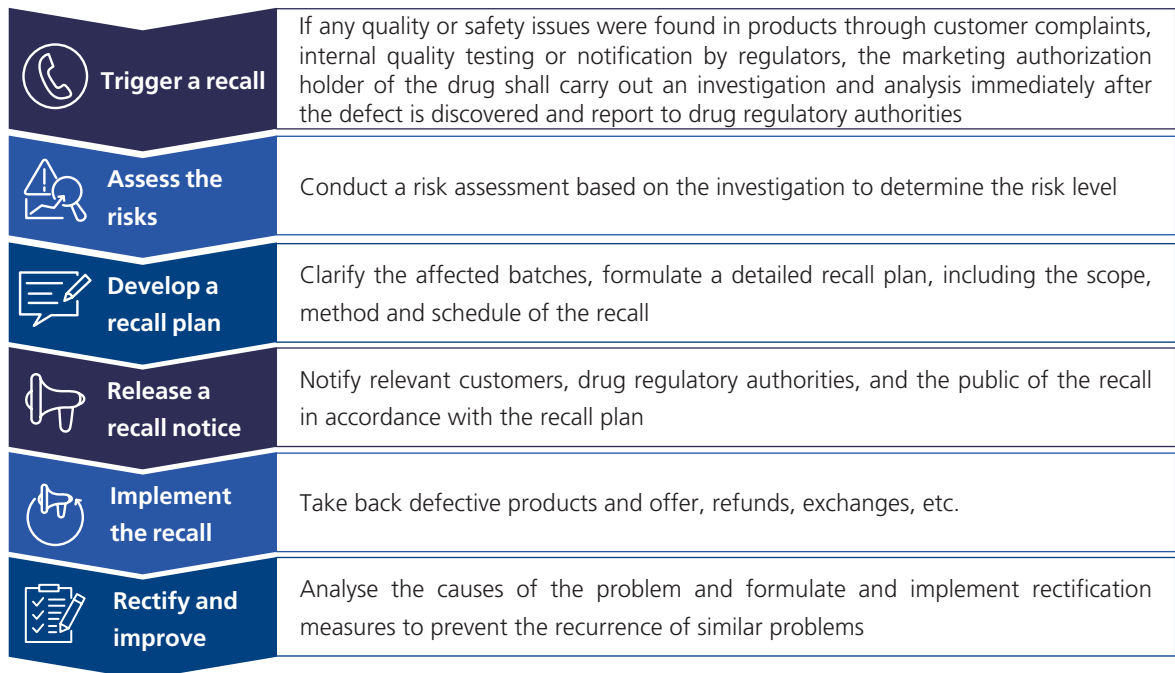 Trigger a recall
If any quality or safety issues were found in products through customer complaints,
internal quality testing or notification by regulators, the marketing authorization
holder of the drug shall carry out an investigation and analysis immediately after
the defect is discovered and report to drug regulatory authorities
Assess the
risks
Conduct a risk assessment based on the investigation to determine the risk level
Develop a
recall plan
Clarify the affected batches, formulate a detailed recall plan, including the scope,
method and schedule of the recall
Release a
recall notice
Notify relevant customers, drug regulatory authorities, and the public of the recall
in accordance with the recall plan
Implement
the recall
Take back defective products and offer, refunds, exchanges, etc.
Rectify and
improve
Analyse the causes of the problem and formulate and implement rectification
measures to prevent the recurrence of similar problems